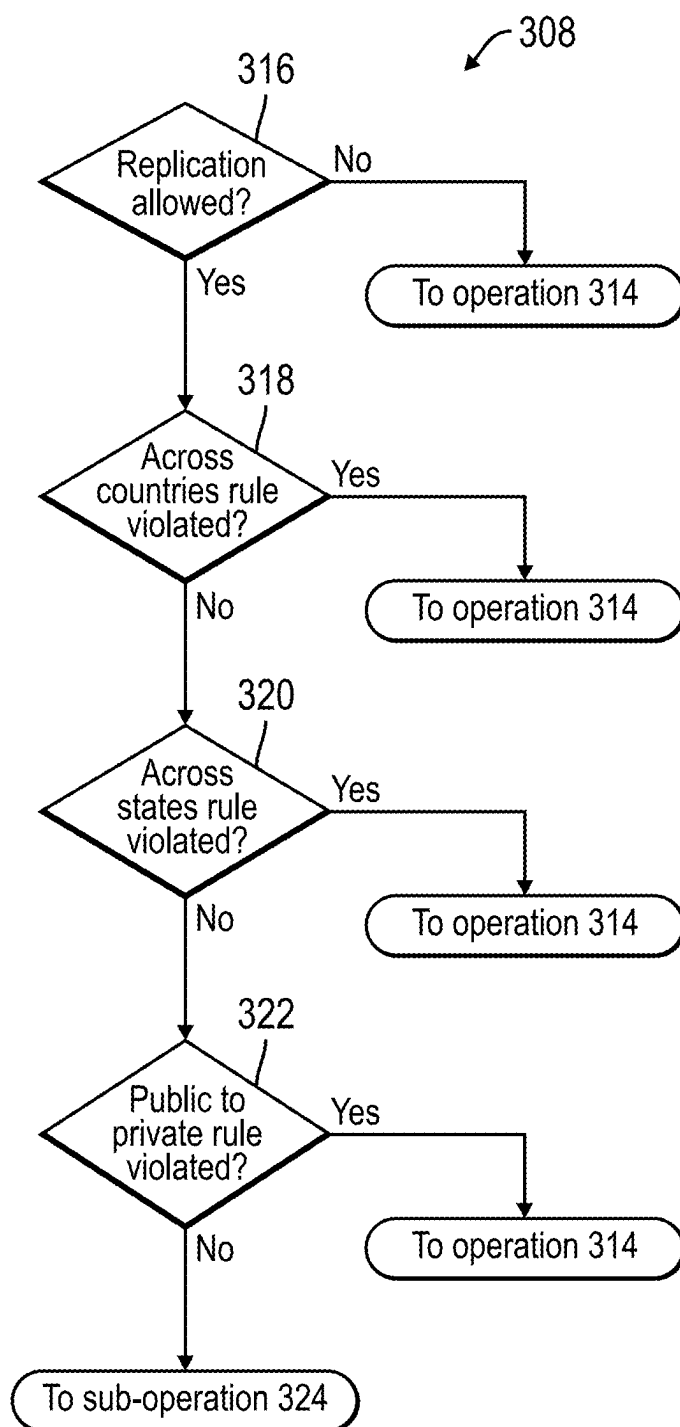 308
316
Replication
allowed?
No
To operation 314
Yes
318
Across
countries rule
violated?
Yes
To operation 314
No
320
Across
states rule
violated?
Yes
To operation 314
No
322
Public to
private rule
violated?
Yes
To operation 314
No
To sub-operation 324